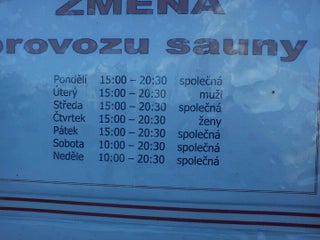 ZMĚNA
provozu sauny
Pondělí 15:00 – 20:30 společná
Úterý 15:00 – 20:30 muži
Středa 15:00 – 20:30 společná
Čtvrtek 15:00 – 20:30 ženy
Pátek 15:00 – 20:30 společná
Sobota 10:00 – 20:30 společná
Neděle 10:00 – 20:30 společná